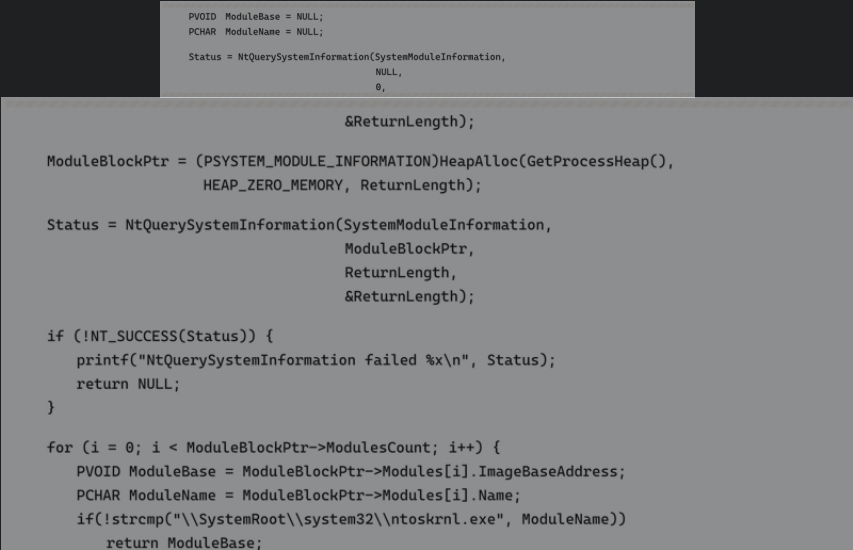 PVOID ModuleBase = NULL;
PCHAR ModuleName = NULL;
Status = NtQuerySystemInformation(SystemModuleInformation,
NULL,
0,
&ReturnLength);
ModuleBlockPtr = (PSYSTEM_MODULE_INFORMATION)HeapAlloc(GetProcessHeap(),
HEAP_ZERO_MEMORY, ReturnLength);
Status = NtQuerySystemInformation(SystemModuleInformation,
ModuleBlockPtr,
ReturnLength,
&ReturnLength);
if (!NT_SUCCESS(Status)) {
printf("NtQuerySystemInformation failed %x\n", Status);
return NULL;
}
for (i = 0; i < ModuleBlockPtr->ModulesCount; i++) {
PVOID ModuleBase = ModuleBlockPtr->Modules[i].ImageBaseAddress;
PCHAR ModuleName = ModuleBlockPtr->Modules[i].Name;
if(!strcmp("\\SystemRoot\\system32\\ntoskrnl.exe", ModuleName))
return ModuleBase;